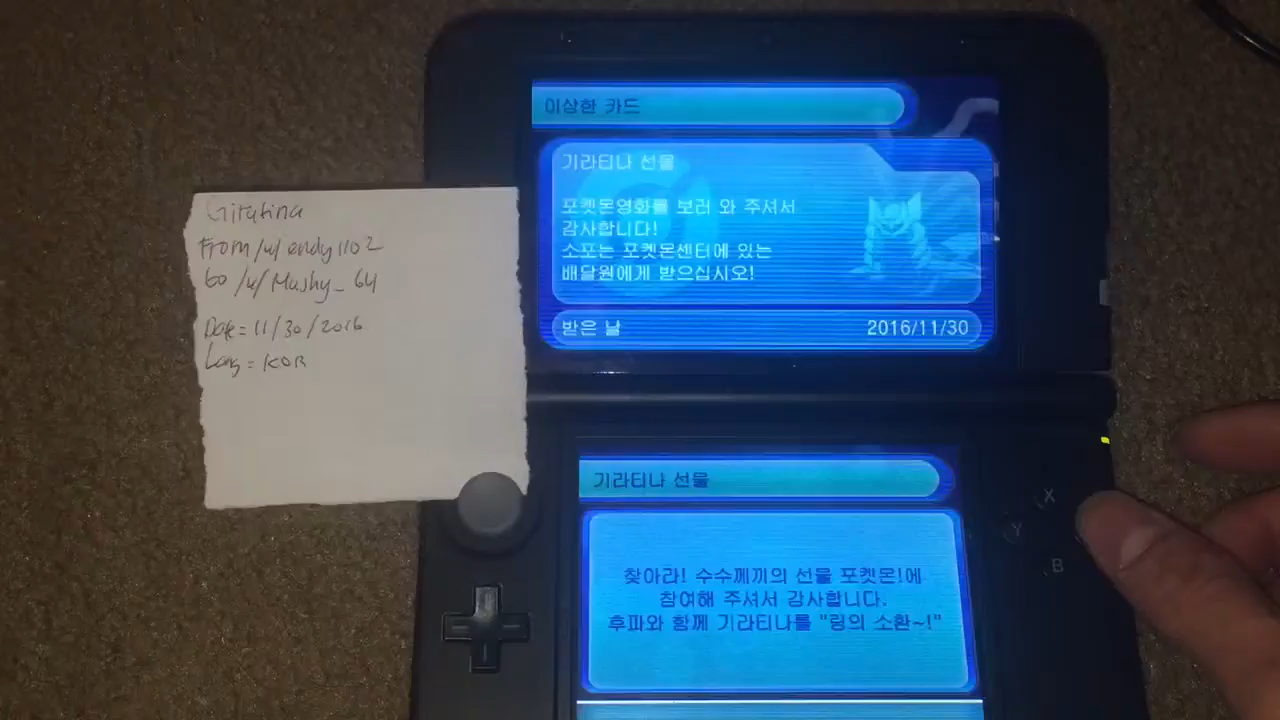 Giratina
From /u/ endy1102
to /u/ Mushy_64
Date = 11/30/2016
Lang = KOR
이상한 카드
기라티나 선물
포켓몬영화를 보러 와 주셔서
감사합니다!
소포는 포켓몬센터에 있는
배달원에게 받으십시오!
받은 날 2016/11/30
기라티나 선물
찾아라! 수수께끼의 선물 포켓몬!에
참여해 주셔서 감사합니다.
후파와 함께 기라티나를 "링의 소환~!"
X
Y
B